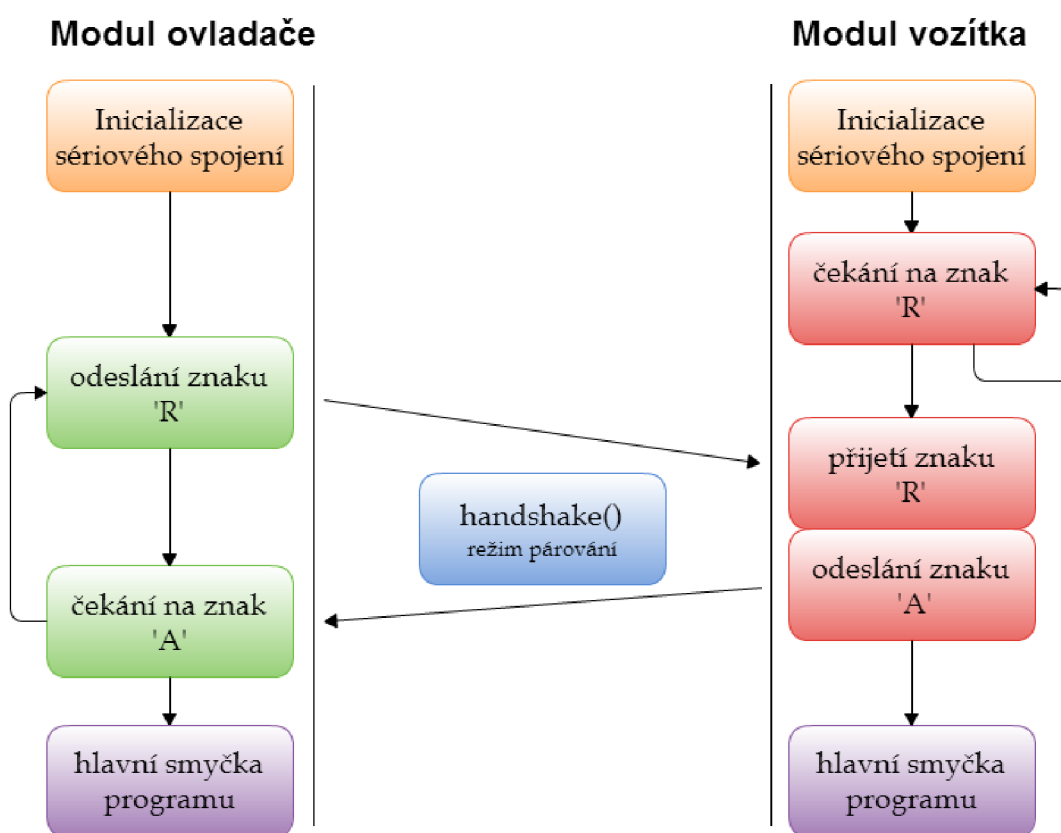 Modul ovladače
Inicializace
sériového spojení
odeslání znaku
'R'
čekání na znak
'A'
hlavní smyčka
programu
handshake()
režim párování
Modul vozítka
Inicializace
sériového spojení
čekání na znak
'R'
přijetí znaku
'R'
odeslání znaku
'A'
hlavní smyčka
programu